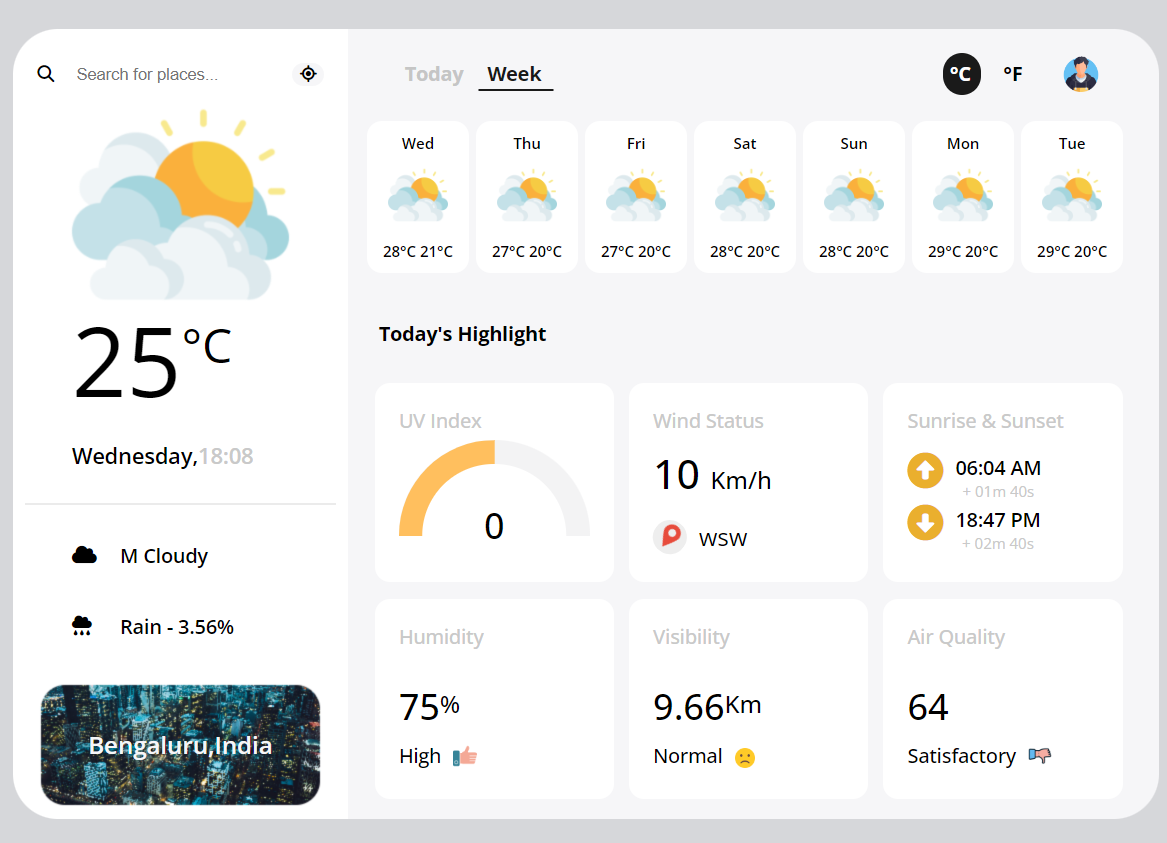 Search for places...
25°C
Wednesday,18:08
M Cloudy
Rain - 3.56%
Bengaluru,India
Today Week °C °F
Wed Thu Fri Sat Sun Mon Tue
28°C 21°C 27°C 20°C 27°C 20°C 28°C 20°C 28°C 20°C 29°C 20°C 29°C 20°C
Today's Highlight
UV Index
0
Wind Status
10 Km/h
WSW
Sunrise & Sunset
06:04 AM
+ 01m 40s
18:47 PM
+ 02m 40s
Humidity
75%
High
Visibility
9.66Km
Normal
Air Quality
64
Satisfactory